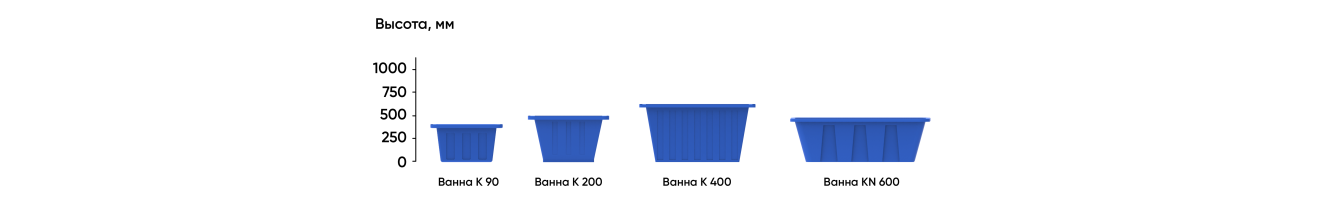 Высота, мм
1000
750
500
250
0
Ванна K 90
Ванна K 200
Ванна K 400
Ванна KN 600